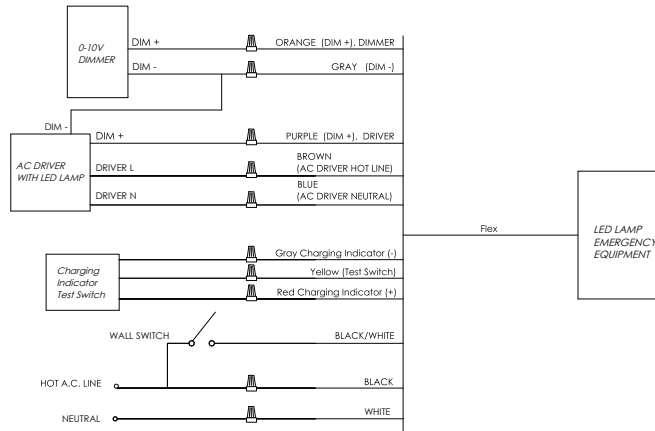 0-10V
DIMMER
DIM +
ORANGE (DIM +), DIMMER
DIM -
GRAY (DIM -)
DIM -
AC DRIVER
WITH LED LAMP
DIM +
PURPLE (DIM +), DRIVER
DRIVER L
BROWN
(AC DRIVER HOT LINE)
DRIVER N
BLUE
(AC DRIVER NEUTRAL)
Flex
LED LAMP
EMERGENCY
EQUIPMENT
Charging
Indicator
Test Switch
Gray Charging Indicator (-)
Yellow (Test Switch)
Red Charging Indicator (+)
WALL SWITCH
BLACK/WHITE
HOT A.C. LINE
BLACK
NEUTRAL
WHITE